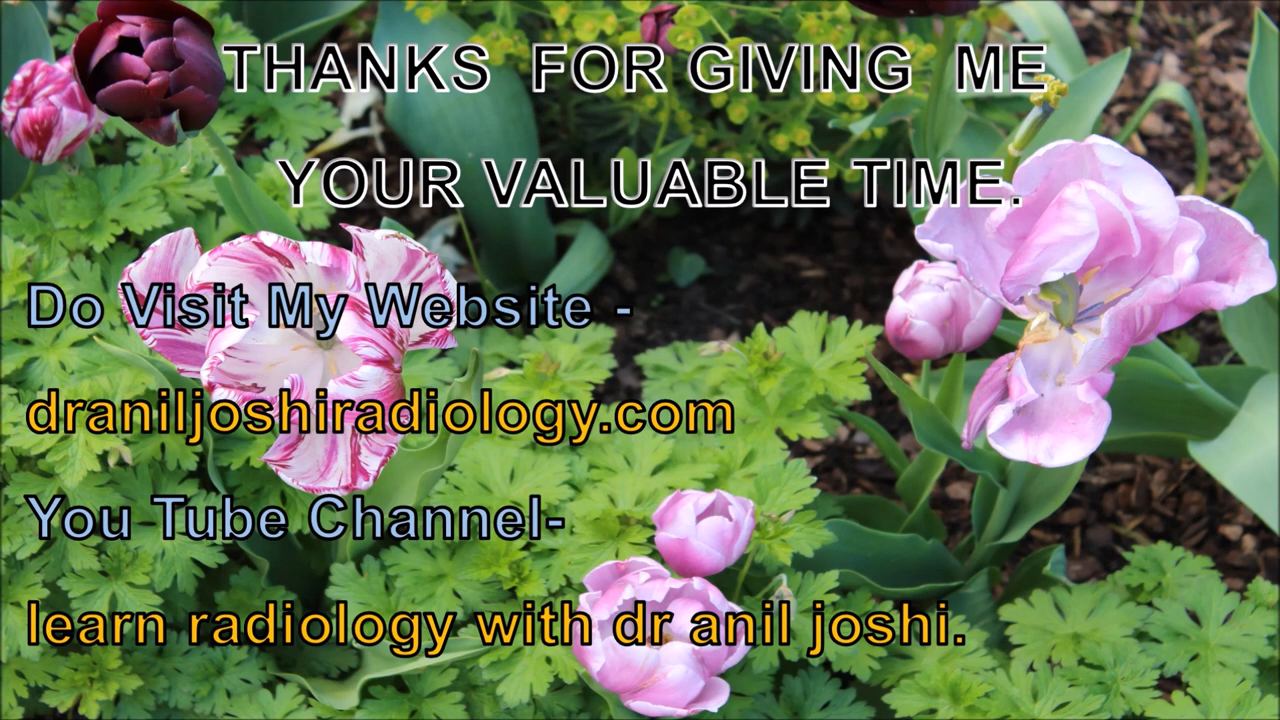 THANKS FOR GIVING ME
YOUR VALUABLE TIME.
Do Visit My Website -
draniljoshiradiology.com
You Tube Channel-
learn radiology with dr anil joshi.